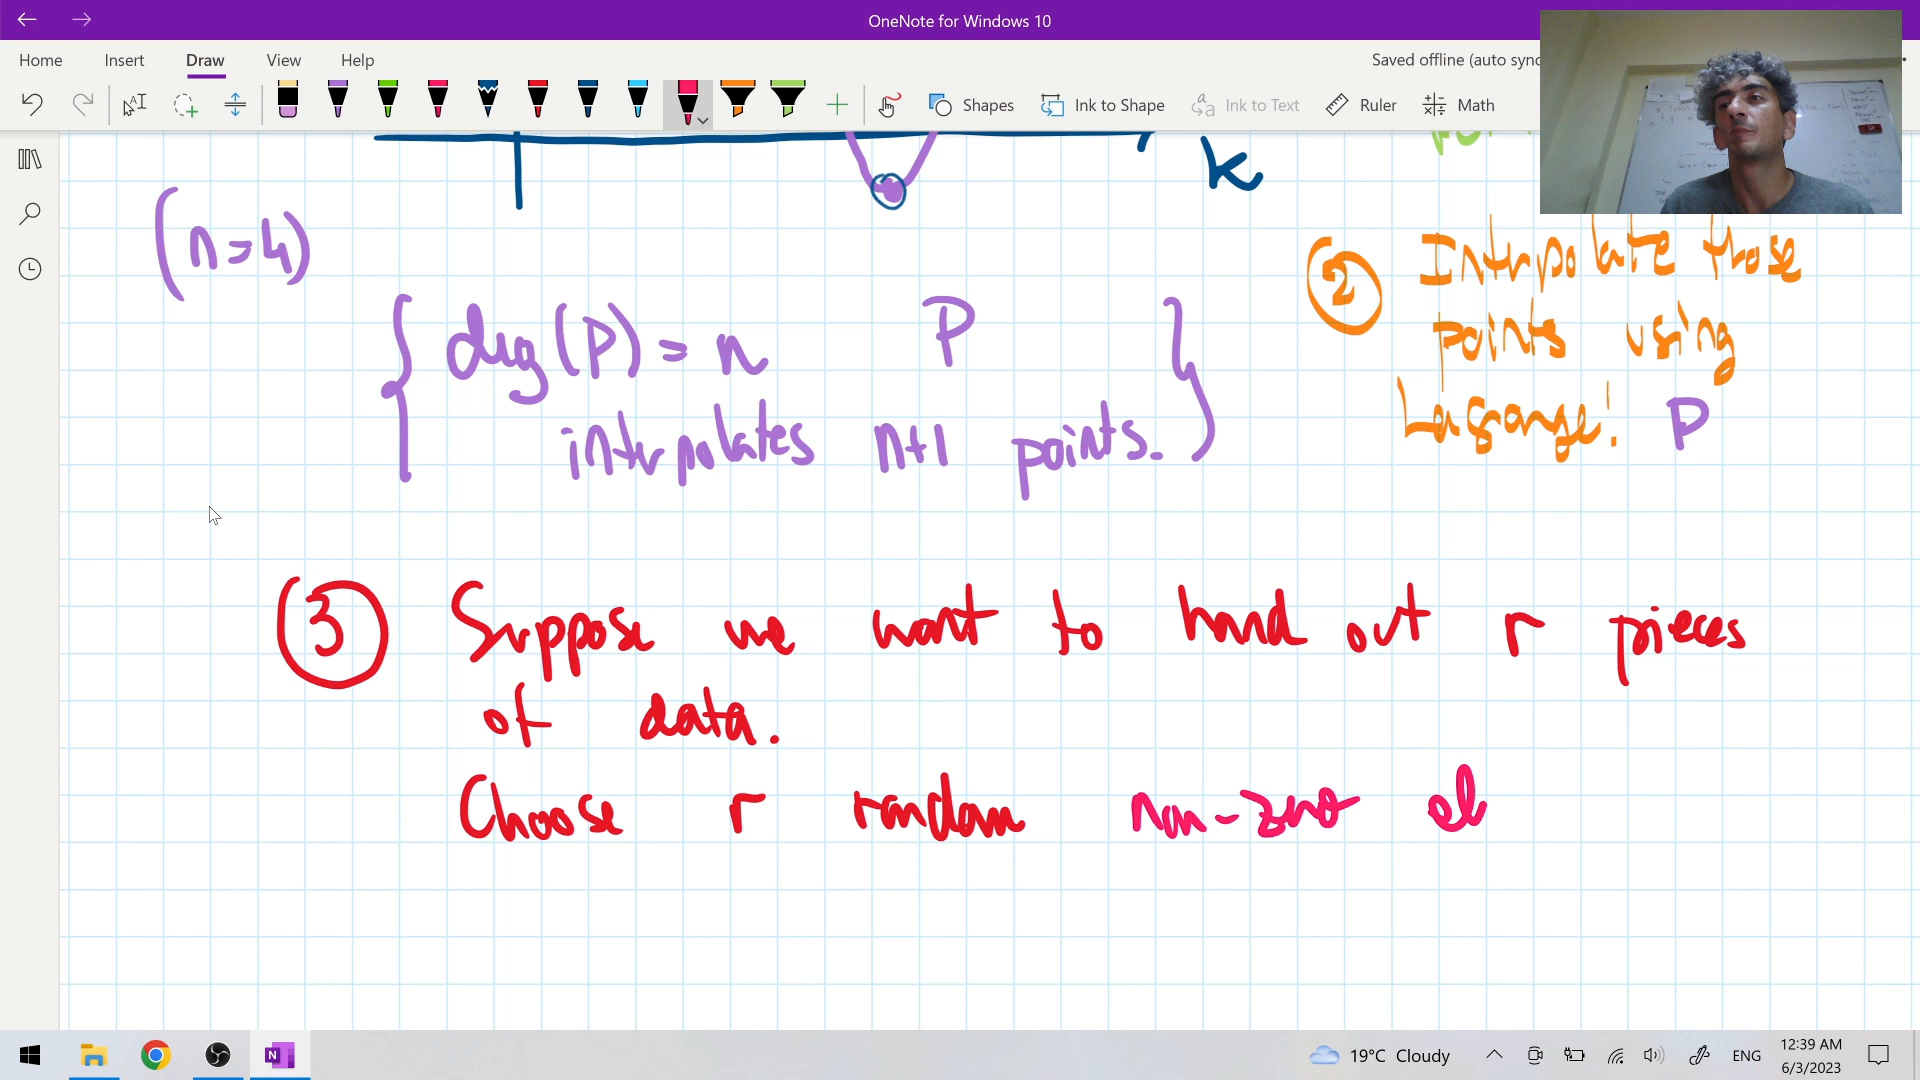 OneNote for Windows 10
Home Insert Draw View Help
Saved offline (auto sync
Shapes Ink to Shape Ink to Text Ruler Math
k
(n=4)
{ deg(P) = n P }
interpolates n+1 points.
2 Intrpolate those
points using
Lagrange! P
3 Suppose we want to hand out r pieces
of data.
Choose r random non-zero el
19°C Cloudy
ENG
12:39 AM
6/3/2023